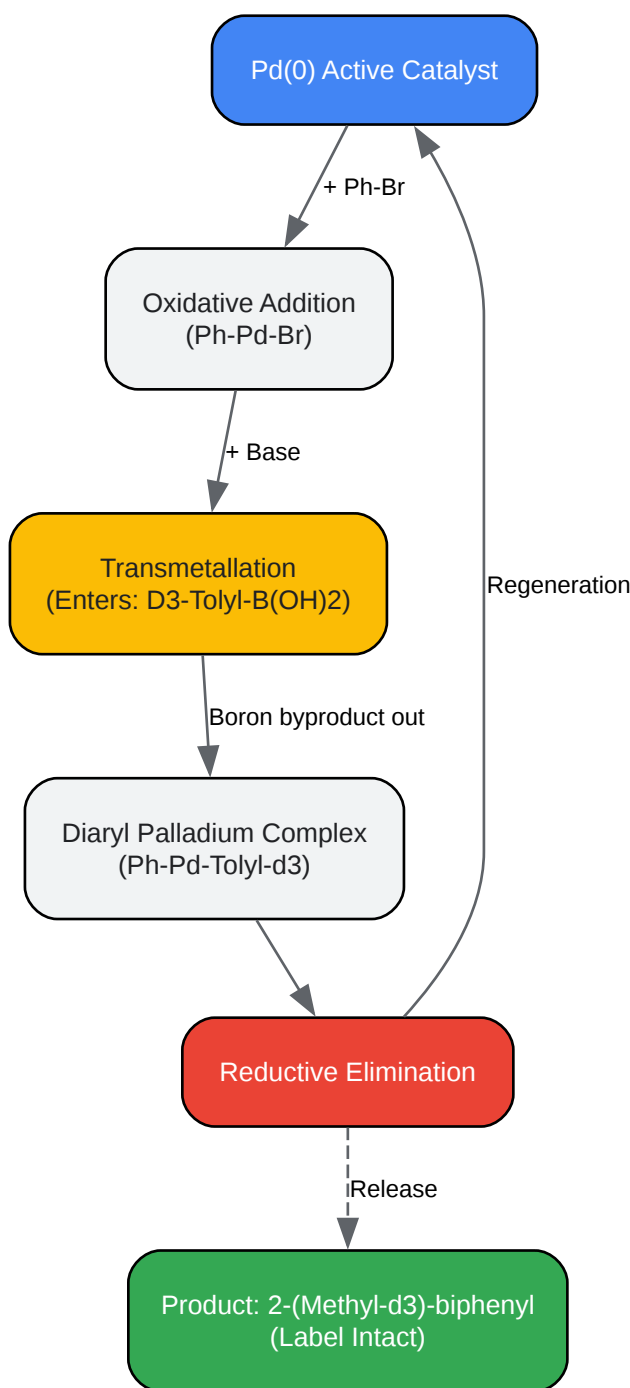 Pd(0) Active Catalyst
+ Ph-Br
Oxidative Addition
(Ph-Pd-Br)
+ Base
Transmetallation
(Enters: D3-Tolyl-B(OH)2)
Regeneration
Boron byproduct out
Diaryl Palladium Complex
(Ph-Pd-Tolyl-d3)
Reductive Elimination
Release
Product: 2-(Methyl-d3)-biphenyl
(Label Intact)